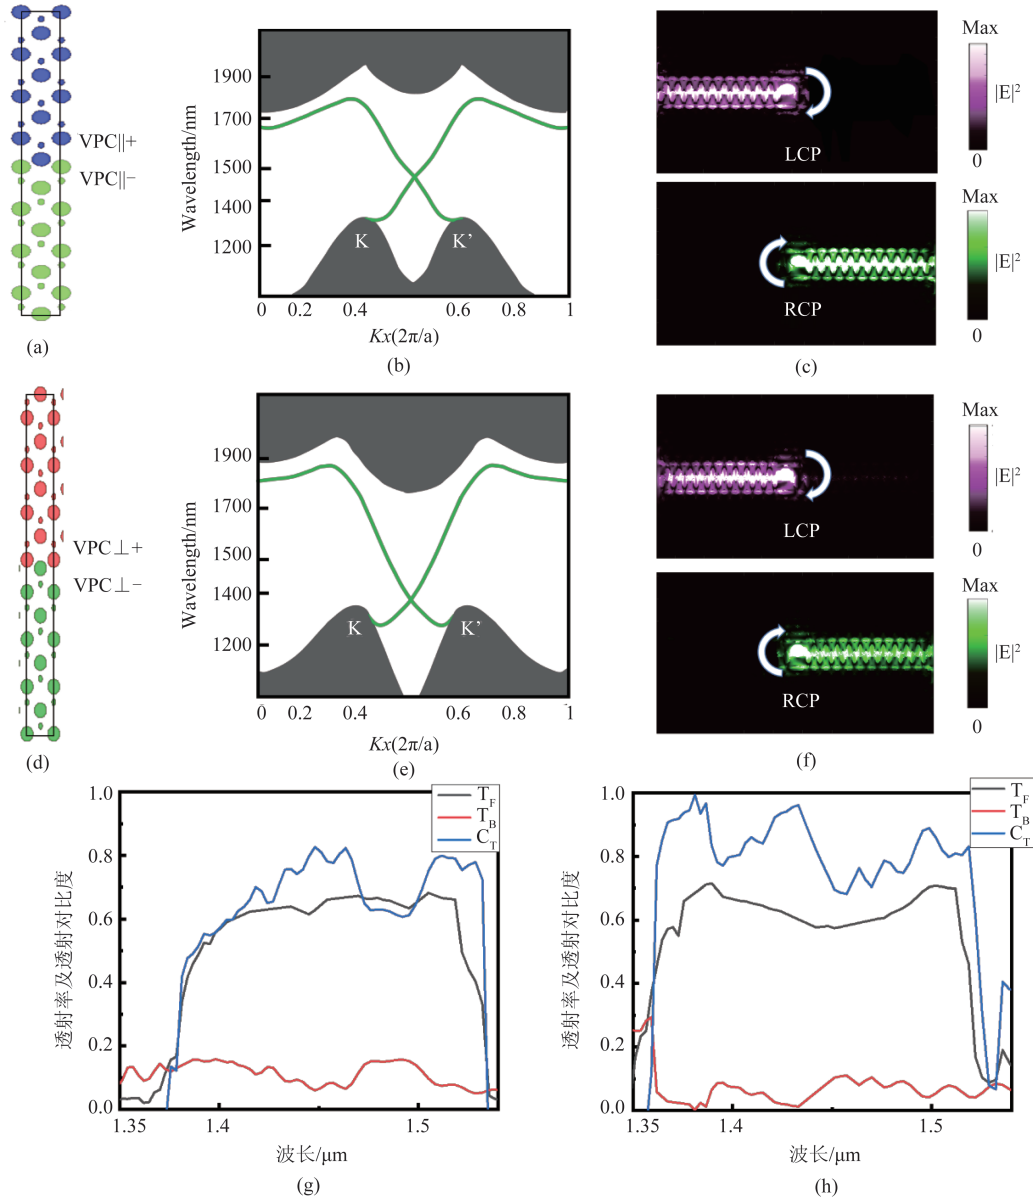 VPC||+
VPC||−
(a)
Wavelength/nm
1900
1700
1500
1400
1200
K
K'
0
0.2
0.4
0.6
0.8
1
Kx(2π/a)
(b)
LCP
Max
|E|²
0
RCP
Max
|E|²
0
(c)
VPC⊥+
VPC⊥−
(d)
Wavelength/nm
1900
1700
1500
1400
1200
K
K'
0
0.2
0.4
0.6
0.8
1
Kx(2π/a)
(e)
LCP
Max
|E|²
0
RCP
Max
|E|²
0
(f)
透射率及透射对比度
1.0
0.8
0.6
0.4
0.2
0.0
T_F
T_B
C_T
1.35
1.4
1.5
波长/μm
(g)
透射率及透射对比度
1.0
0.8
0.6
0.4
0.2
0.0
T_F
T_B
C_T
1.35
1.4
1.5
波长/μm
(h)